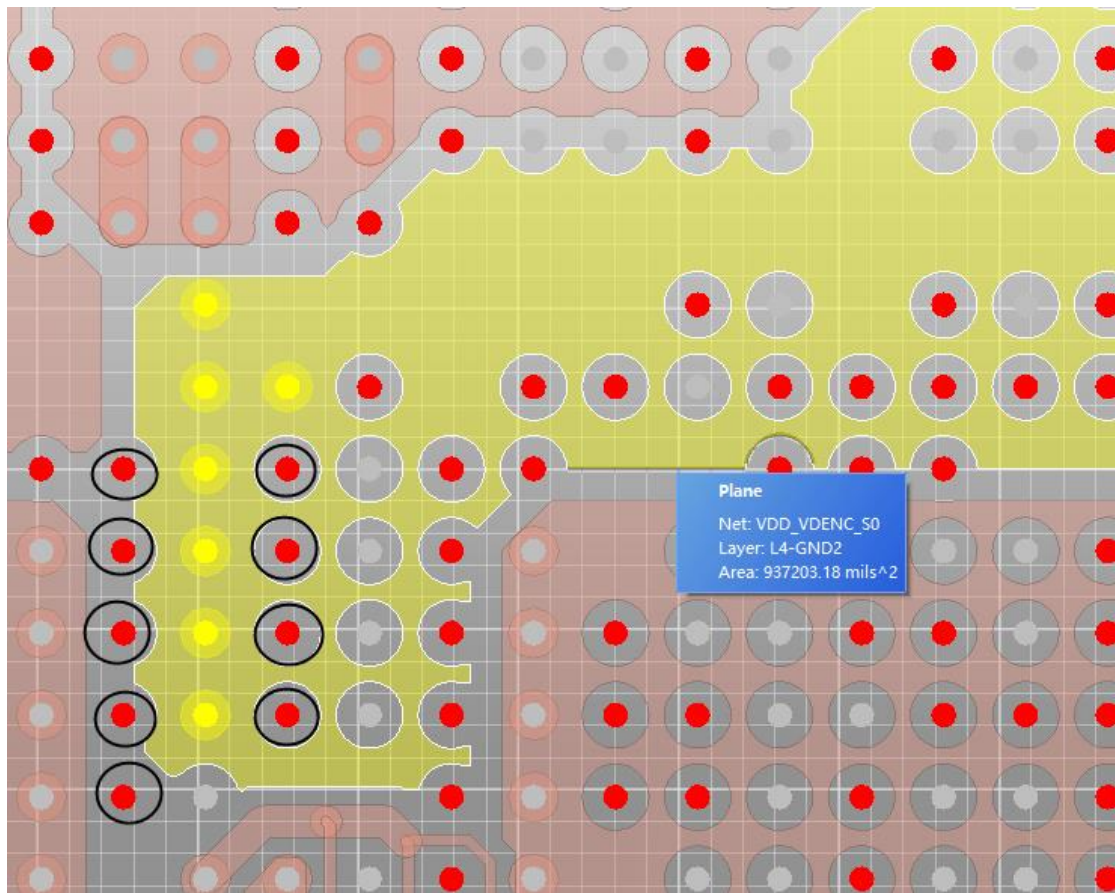 Plane
Net: VDD_VDENC_S0
Layer: L4-GND2
Area: 937203.18 mils^2